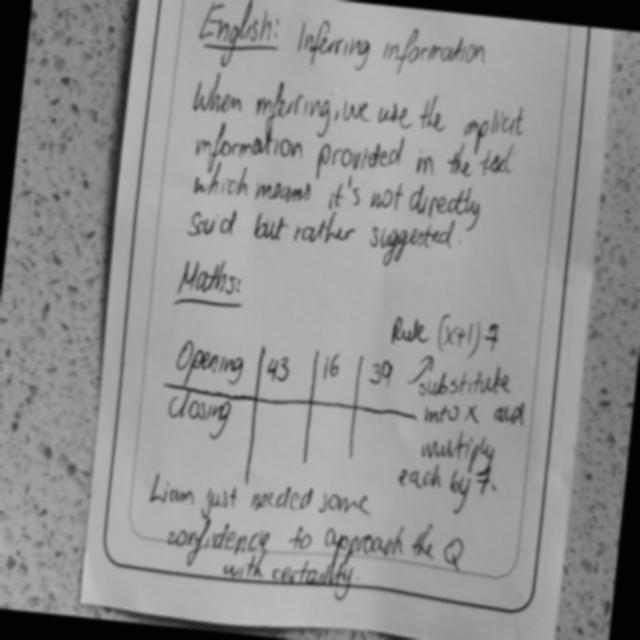 English: Inferring information
When inferring, we use the implicit
information provided in the text
which means it's not directly
said but rather suggested.
Maths:
Rule (x+1) 7
Opening 43 16 39 substitute
closing into x and
multiply
each by 7.
Liam just needed some
confidency to approach the Q
with certainty.